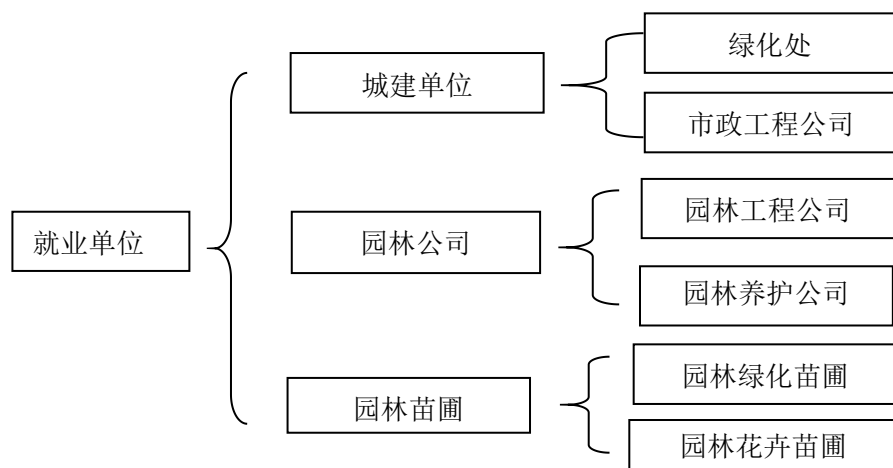 就业单位
城建单位
绿化处
市政工程公司
园林公司
园林工程公司
园林养护公司
园林苗圃
园林绿化苗圃
园林花卉苗圃